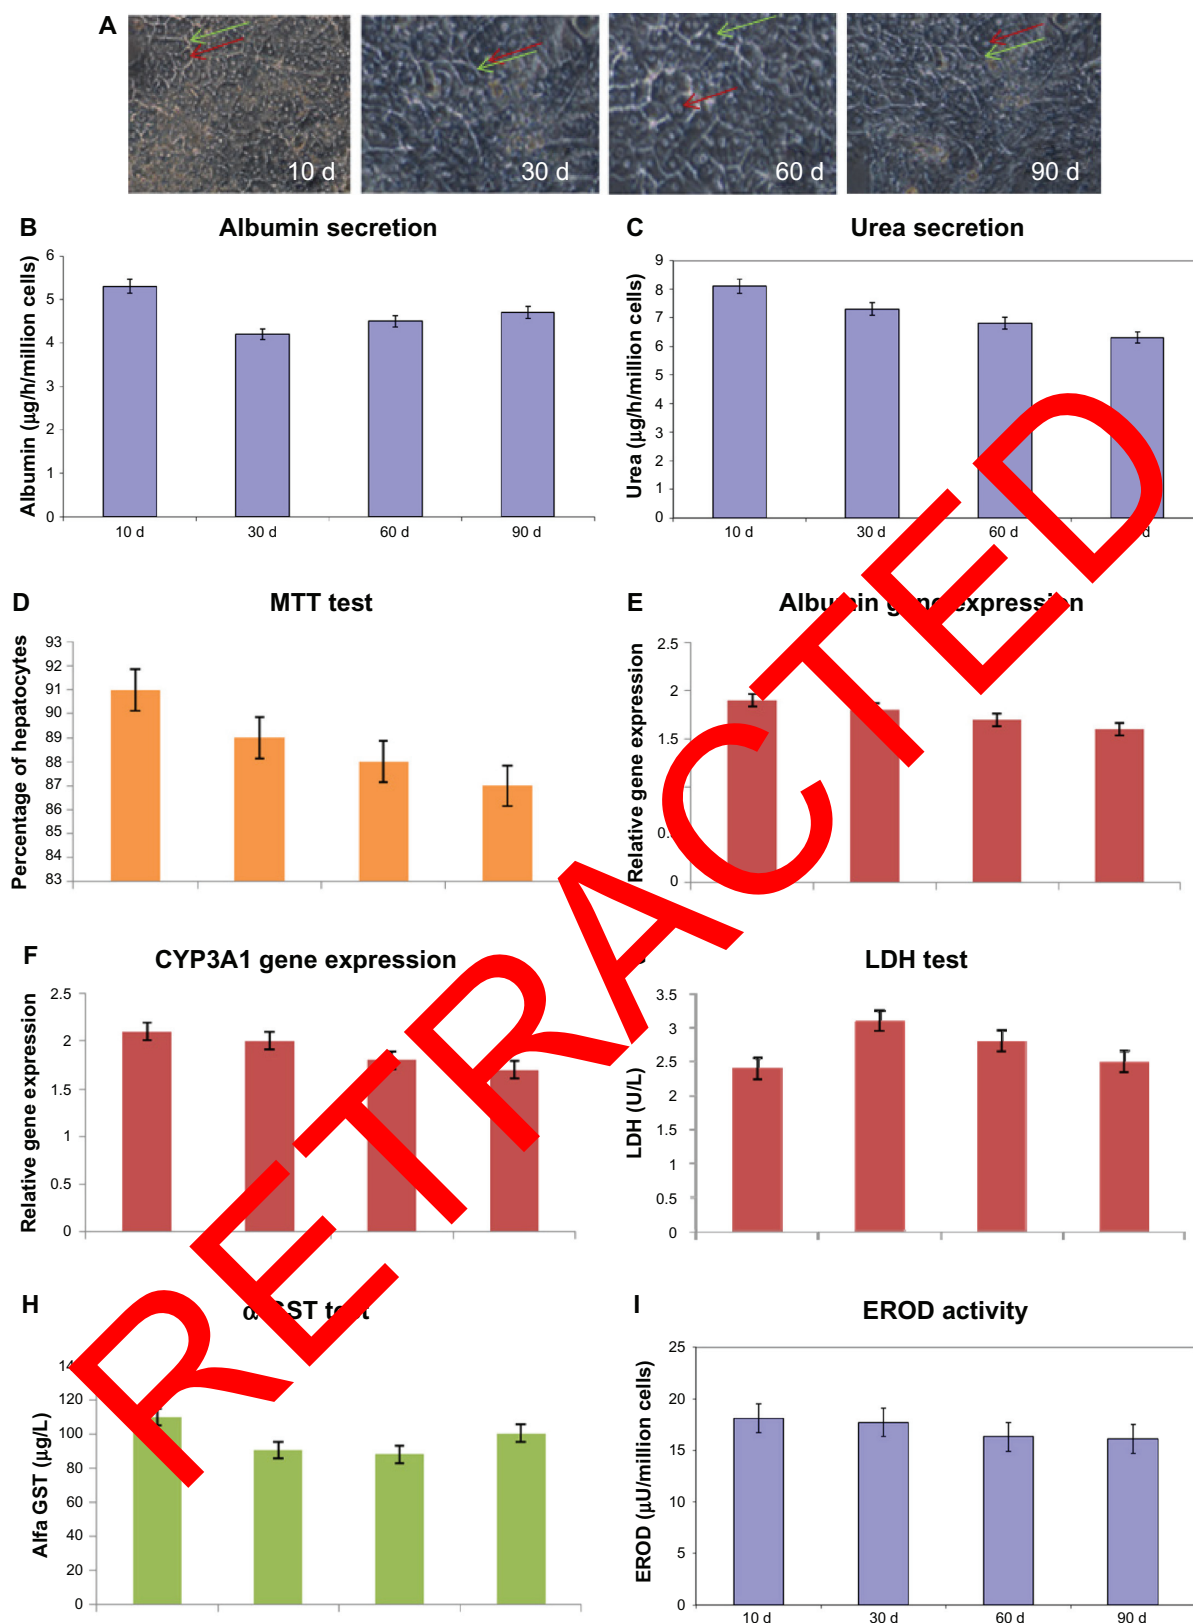 A
10 d
30 d
60 d
90 d
B
Albumin secretion
Albumin (µg/h/million cells)
6
5
4
3
2
1
0
10 d
30 d
60 d
90 d
C
Urea secretion
Urea (µg/h/million cells)
9
8
7
6
5
4
3
2
1
0
10 d
30 d
60 d
d
D
MTT test
Percentage of hepatocytes
93
92
91
90
89
88
87
86
85
84
83
E
Albumin gene expression
Relative gene expression
2.5
2
1.5
0
F
CYP3A1 gene expression
Relative gene expression
2.5
2
1.5
1
0.5
0
LDH test
LDH (U/L)
3.5
3
2.5
2
1.5
1
0.5
0
H
α GST test
Alfa GST (µg/L)
120
100
80
60
40
20
0
I
EROD activity
EROD (µU/million cells)
25
20
15
10
5
0
10 d
30 d
60 d
90 d
RETRACTED